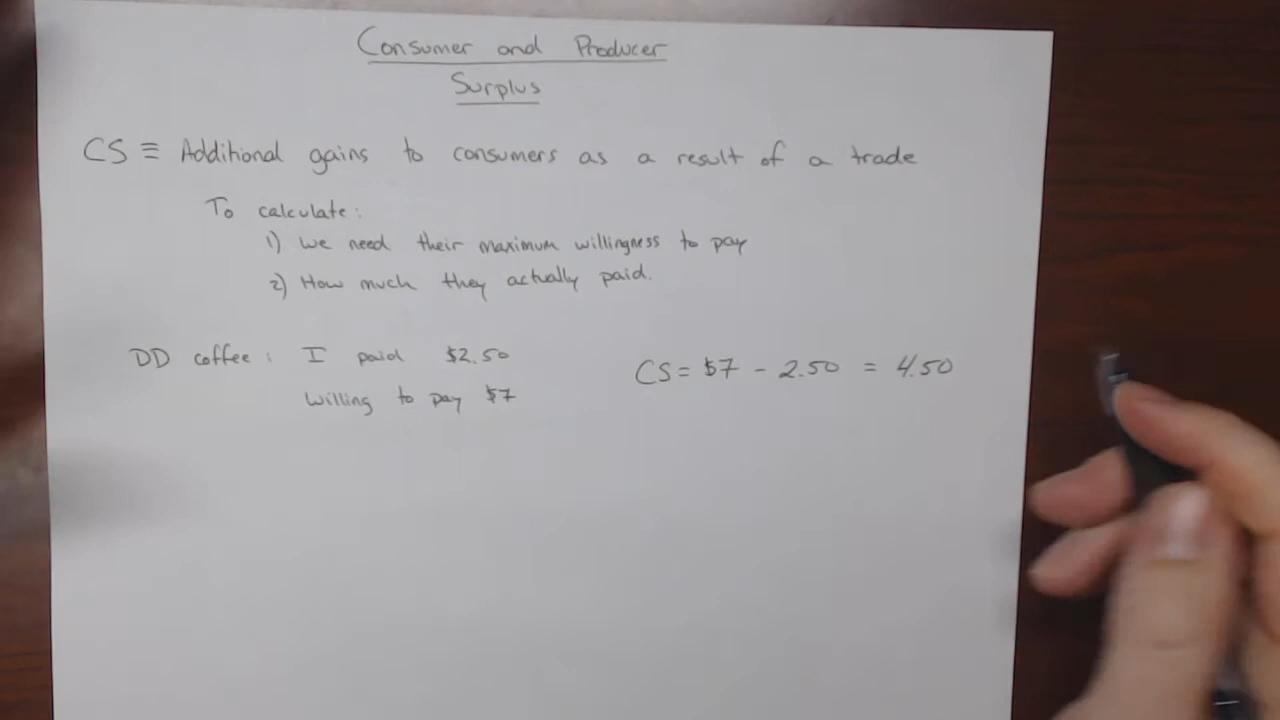 Consumer and Producer
Surplus
CS ≡ Additional gains to consumers as a result of a trade
To calculate:
1) We need their maximum willingness to pay
2) How much they actually paid.
DD coffee: I paid $2.50
Willing to pay $7
CS = $7 - 2.50 = 4.50